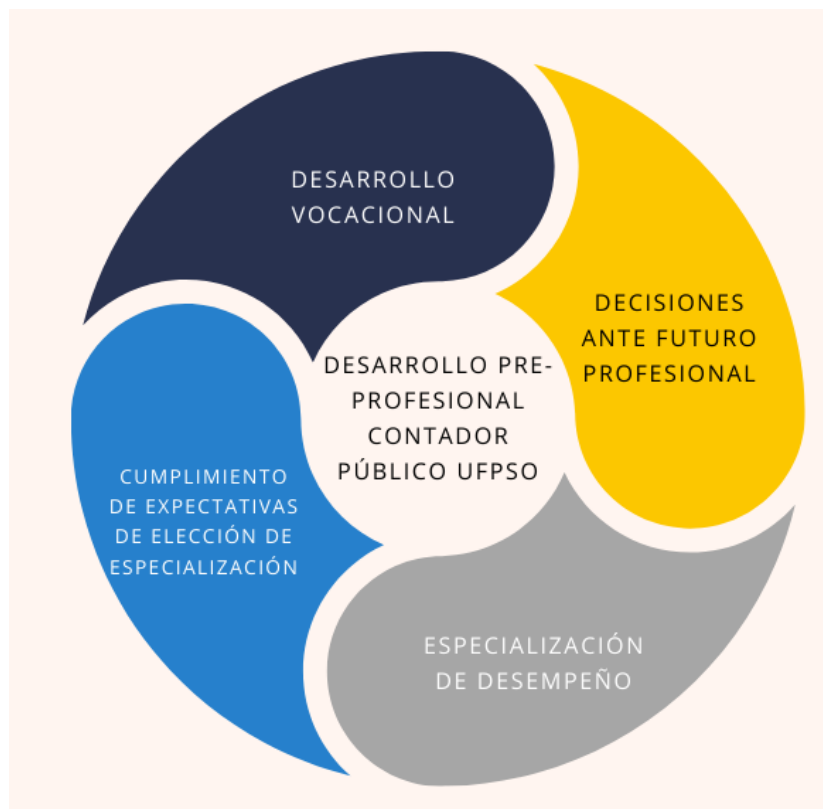 DESARROLLO
VOCACIONAL
DECISIONES
ANTE FUTURO
PROFESIONAL
DESARROLLO PRE-
PROFESIONAL
CONTADOR
PÚBLICO UFPSO
CUMPLIMIENTO
DE EXPECTATIVAS
DE ELECCIÓN DE
ESPECIALIZACIÓN
ESPECIALIZACIÓN
DE DESEMPEÑO